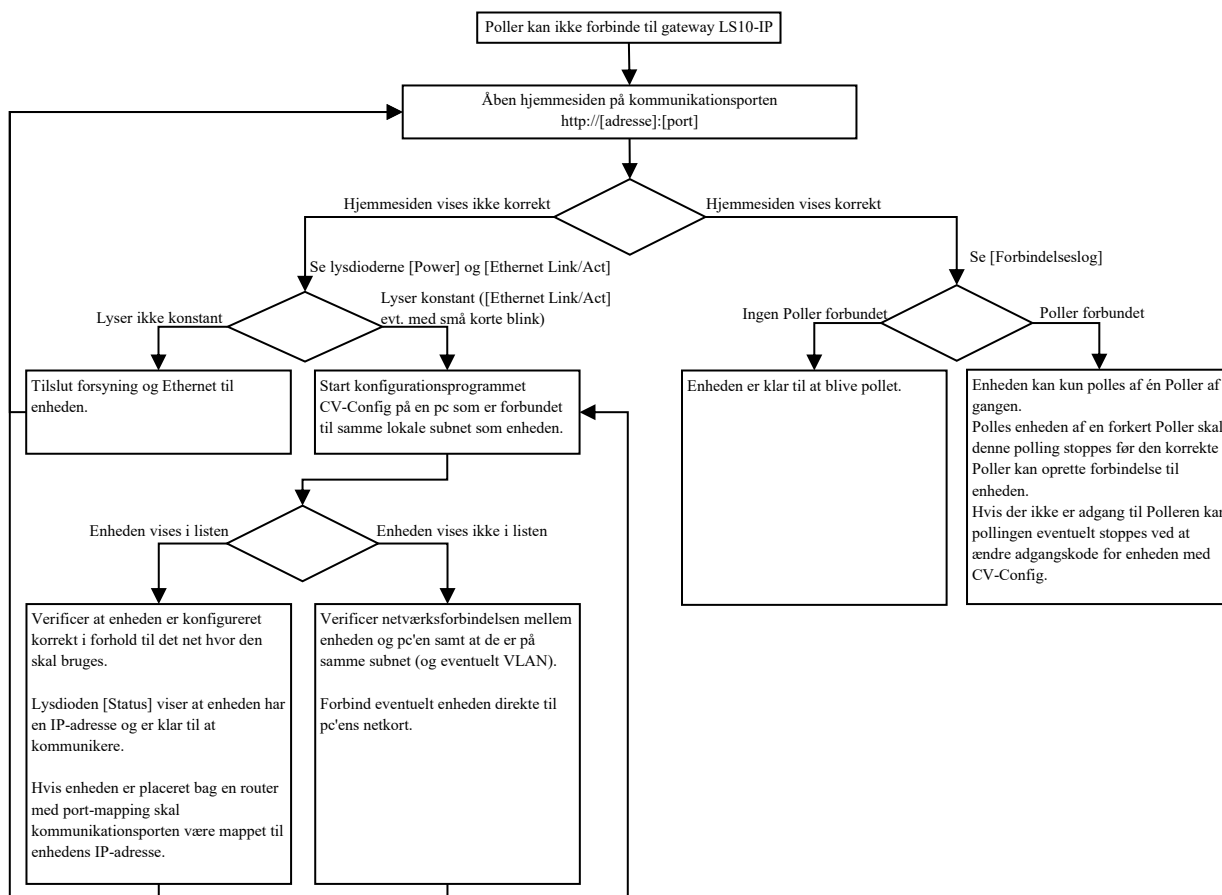 Poller kan ikke forbinde til gateway LS10-IP
Åben hjemmesiden på kommunikationsporten
http://[adresse]:[port]
Hjemmesiden vises ikke korrekt
Hjemmesiden vises korrekt
Se lysdioderne [Power] og [Ethernet Link/Act]
Se [Forbindelseslog]
Lyser ikke konstant
Lyser konstant ([Ethernet Link/Act]
evt. med små korte blink)
Ingen Poller forbundet
Poller forbundet
Tilslut forsyning og Ethernet til
enheden.
Start konfigurationsprogrammet
CV-Config på en pc som er forbundet
til samme lokale subnet som enheden.
Enheden er klar til at blive pollet.
Enheden kan kun polles af én Poller af
gangen.
Polles enheden af en forkert Poller skal
denne polling stoppes før den korrekte
Poller kan oprette forbindelse til
enheden.
Hvis der ikke er adgang til Polleren kan
pollingen eventuelt stoppes ved at
ændre adgangskode for enheden med
CV-Config.
Enheden vises i listen
Enheden vises ikke i listen
Verificer at enheden er konfigureret
korrekt i forhold til det net hvor den
skal bruges.
Lysdioden [Status] viser at enheden har
en IP-adresse og er klar til at
kommunikere.
Hvis enheden er placeret bag en router
med port-mapping skal
kommunikationsporten være mappet til
enhedens IP-adresse.
Verificer netværksforbindelsen mellem
enheden og pc'en samt at de er på
samme subnet (og eventuelt VLAN).
Forbind eventuelt enheden direkte til
pc'ens netkort.